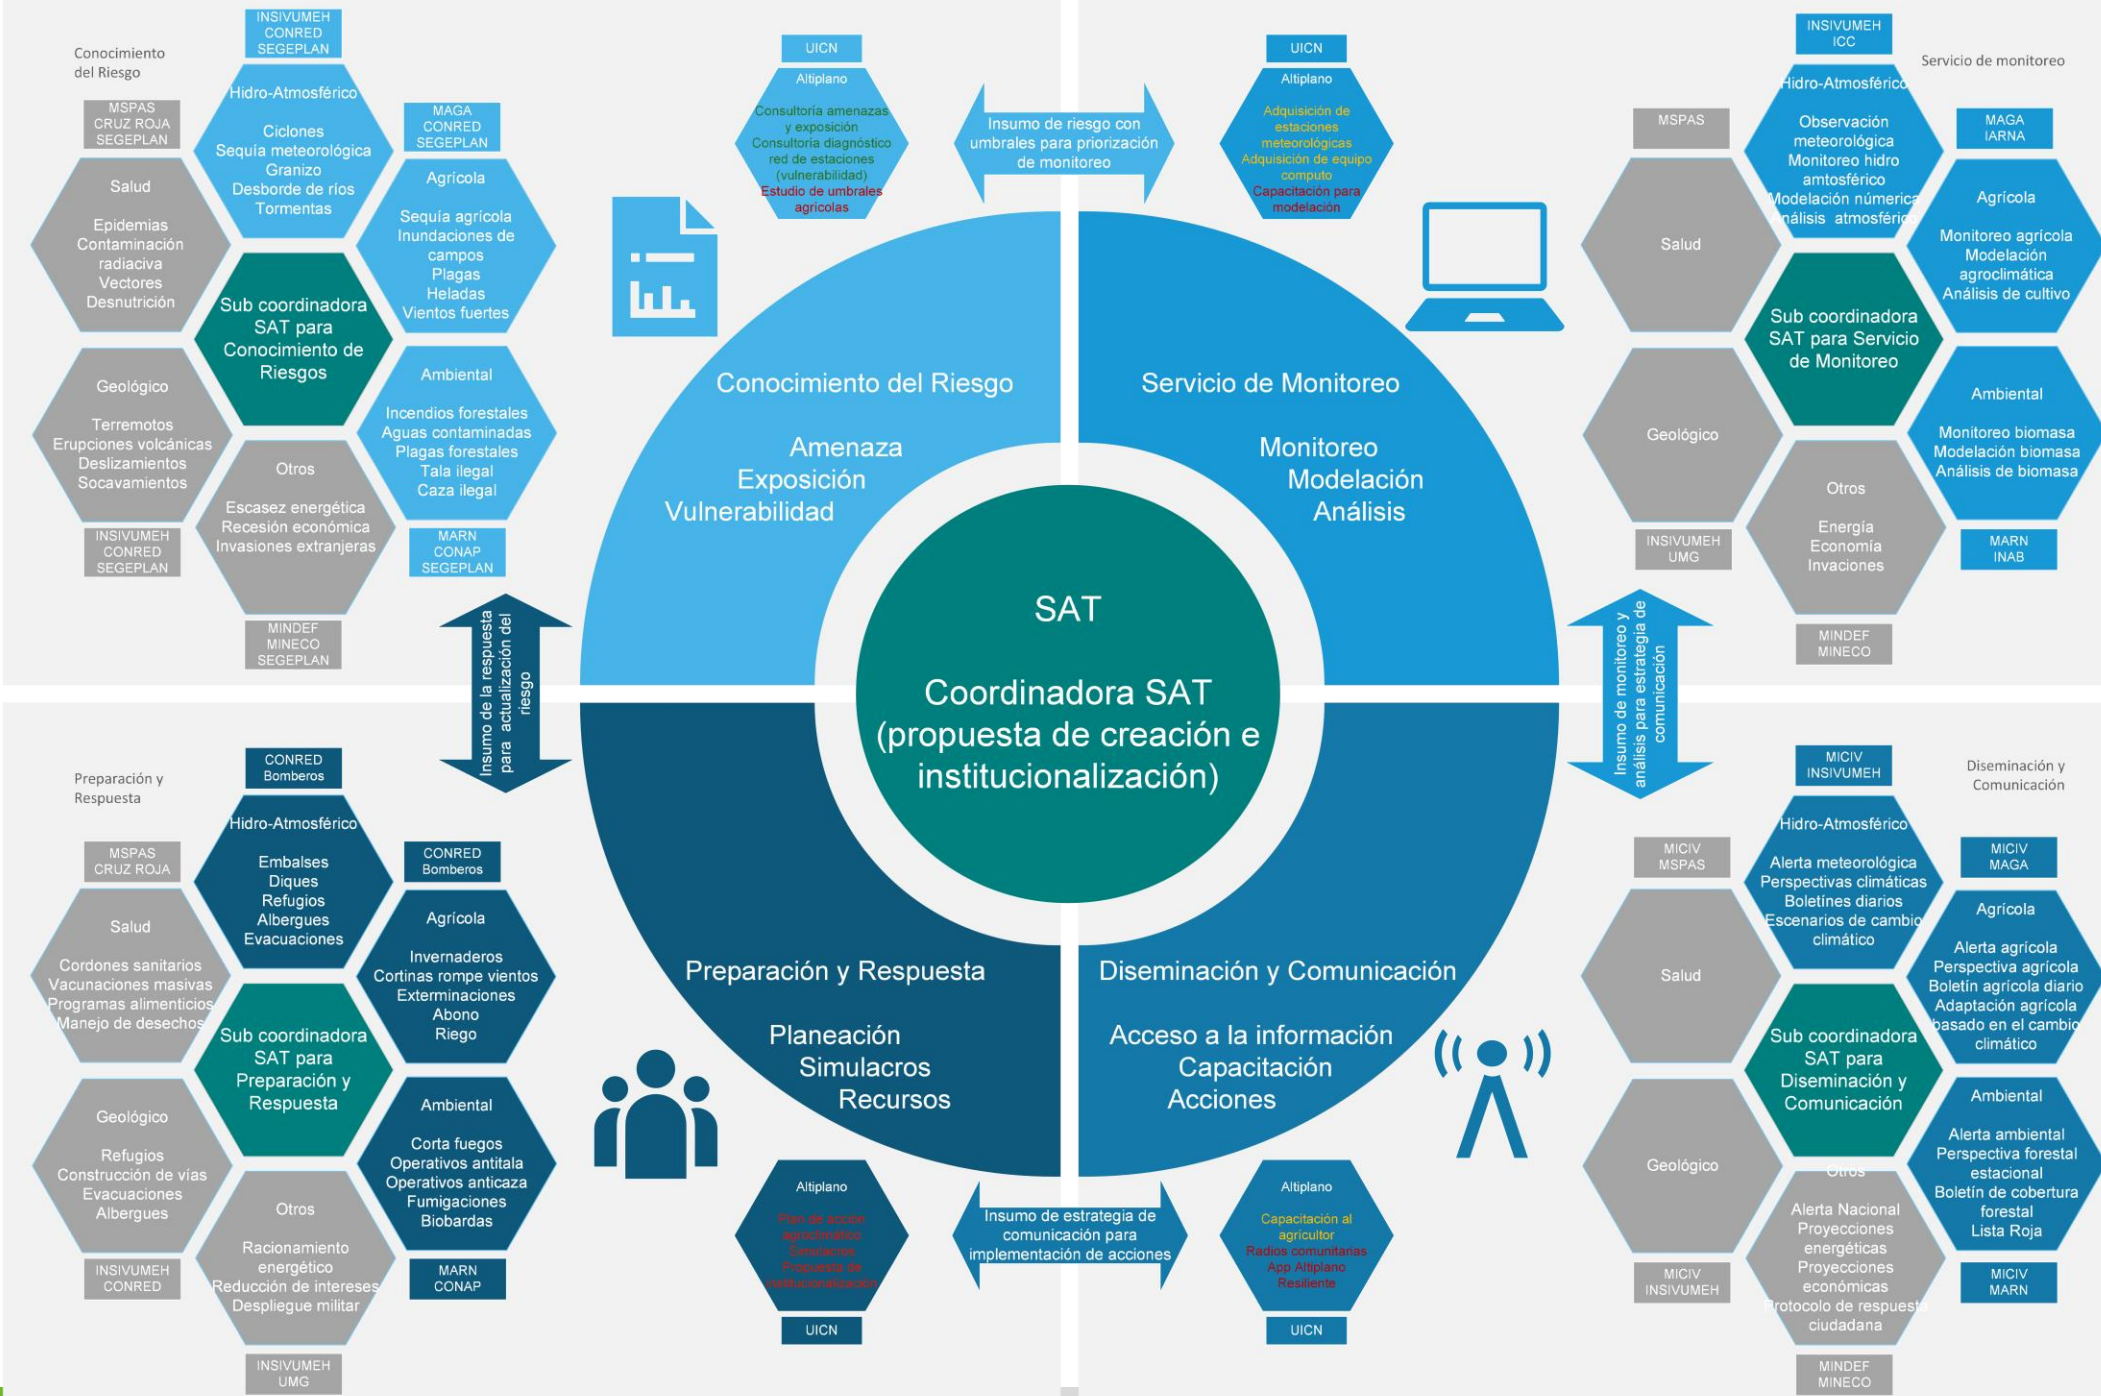 Conocimiento
del Riesgo
INSIVUMEH
CONRED
SEGEPLAN
Hidro-Atmosférico
Ciclones
Sequía meteorológica
Granizo
Desborde de ríos
Tormentas
MSPAS
CRUZ ROJA
SEGEPLAN
Salud
Epidemias
Contaminación
radiaciva
Vectores
Desnutrición
MAGA
CONRED
SEGEPLAN
Agrícola
Sequía agrícola
Inundaciones de
campos
Plagas
Heladas
Vientos fuertes
Sub coordinadora
SAT para
Conocimiento de
Riesgos
Geológico
Terremotos
Erupciones volcánicas
Deslizamientos
Socavamientos
INSIVUMEH
CONRED
SEGEPLAN
Ambiental
Incendios forestales
Aguas contaminadas
Plagas forestales
Tala ilegal
Caza ilegal
MARN
CONAP
SEGEPLAN
Otros
Escasez energética
Recesión económica
Invasiones extranjeras
MINDEF
MINECO
SEGEPLAN
UICN
Altiplano
Consultoría amenazas
y exposición
Consultoría diagnóstico
red de estaciones
(vulnerabilidad)
Estudio de umbrales
agrícolas
Insumo de riesgo con
umbrales para priorización
de monitoreo
UICN
Altiplano
Adquisición de
estaciones
meteorológicas
Adquisición de equipo
computo
Capacitación para
modelación
Conocimiento del Riesgo
Amenaza
Exposición
Vulnerabilidad
Servicio de Monitoreo
Monitoreo
Modelación
Análisis
Servicio de monitoreo
INSIVUMEH
ICC
Hidro-Atmosférico
Observación
meteorológica
Monitoreo hidro
amtosférico
Modelación númerica
Análisis atmosférico
MSPAS
Salud
MAGA
IARNA
Agrícola
Monitoreo agrícola
Modelación
agroclimática
Análisis de cultivo
Sub coordinadora
SAT para Servicio
de Monitoreo
Geológico
INSIVUMEH
UMG
Ambiental
Monitoreo biomasa
Modelación biomasa
Análisis de biomasa
MARN
INAB
Otros
Energía
Economía
Invaciones
MINDEF
MINECO
SAT
Coordinadora SAT
(propuesta de creación e
institucionalización)
Insumo de la respuesta
para actualización del
riesgo
Insumo de monitoreo y
análisis para estrategia de
comunicación
Preparación y
Respuesta
CONRED
Bomberos
Hidro-Atmosférico
Embalses
Diques
Refugios
Albergues
Evacuaciones
MSPAS
CRUZ ROJA
Salud
Cordones sanitarios
Vacunaciones masivas
Programas alimenticios
Manejo de desechos
CONRED
Bomberos
Agrícola
Invernaderos
Cortinas rompe vientos
Exterminaciones
Abono
Riego
Sub coordinadora
SAT para
Preparación y
Respuesta
Geológico
Refugios
Construcción de vías
Evacuaciones
Albergues
INSIVUMEH
CONRED
Ambiental
Corta fuegos
Operativos antitala
Operativos anticaza
Fumigaciones
Biobardas
MARN
CONAP
Otros
Racionamiento
energético
Reducción de intereses
Despliegue militar
INSIVUMEH
UMG
Preparación y Respuesta
Planeación
Simulacros
Recursos
Diseminación y Comunicación
Acceso a la información
Capacitación
Acciones
Altiplano
Plan de acción
agroclimático
Simulacros
Propuesta de
institucionalización
UICN
Insumo de estrategia de
comunicación para
implementación de acciones
Altiplano
Capacitación al
agrícultor
Radios comunitarias
App Altiplano
Resiliente
UICN
Diseminación y
Comunicación
MICIV
INSIVUMEH
Hidro-Atmosférico
Alerta meteorológica
Perspectivas climáticas
Boletínes diarios
Escenarios de cambio
climático
MICIV
MSPAS
Salud
MICIV
MAGA
Agrícola
Alerta agrícola
Perspectiva agrícola
Boletín agrícola diario
Adaptación agrícola
basado en el cambio
climático
Sub coordinadora
SAT para
Diseminación y
Comunicación
Geológico
MICIV
INSIVUMEH
Ambiental
Alerta ambiental
Perspectiva forestal
estacional
Boletín de cobertura
forestal
Lista Roja
MICIV
MARN
Otros
Alerta Nacional
Proyecciones
energéticas
Proyecciones
económicas
Protocolo de respuesta
ciudadana
MINDEF
MINECO